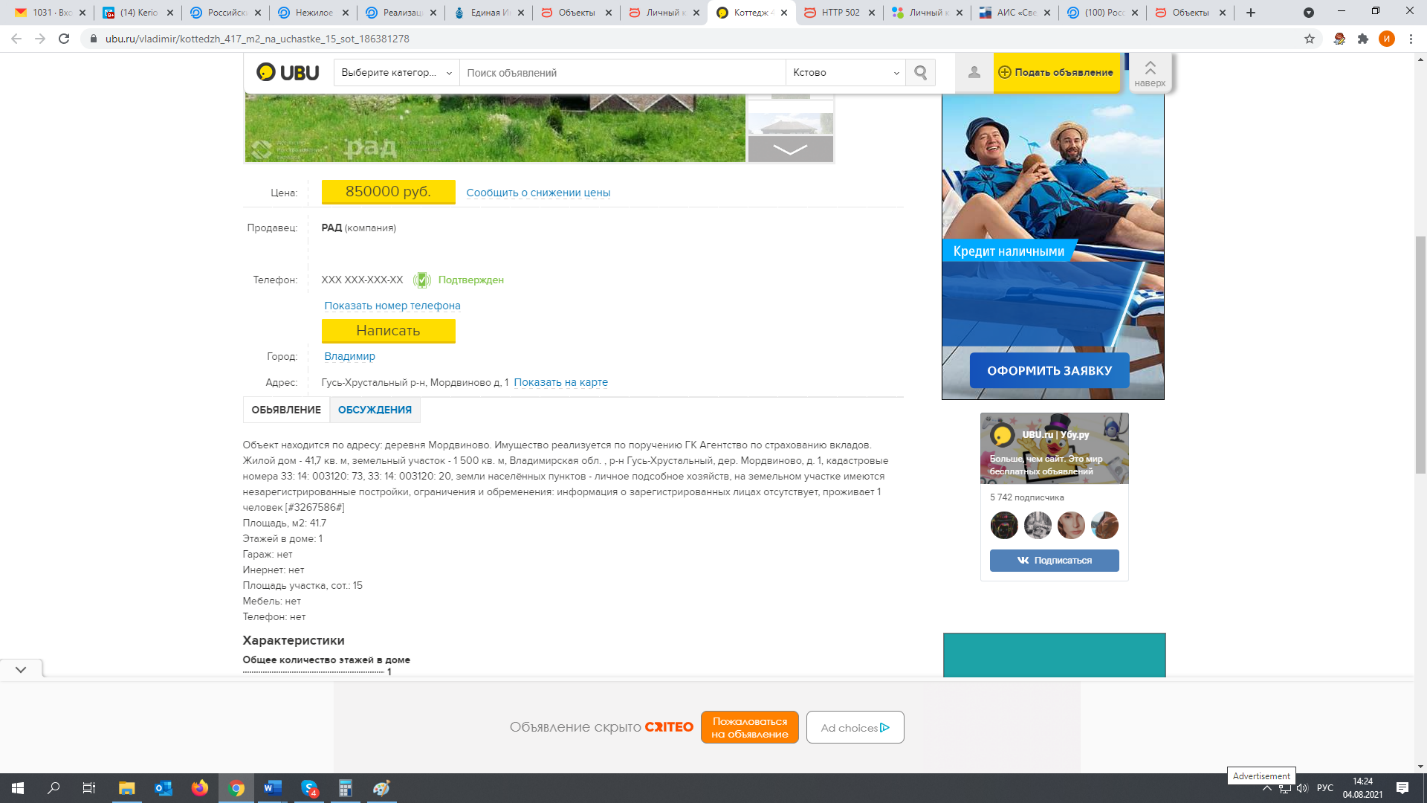 1031 · Вхо
(14) Kerio
Российски
Нежилое
Реализац
Единая И
Объекты
Личный к
Коттедж 4
HTTP 502
Личный к
АИС «Све
(100) Росс
Объекты
ubu.ru/vladimir/kottedzh_417_m2_na_uchastke_15_sot_186381278
И
UBU
Выберите категор...
Поиск объявлений
Кстово
Подать объявление
наверх
рад
Цена: 850000 руб. Сообщить о снижении цены
Продавец: РАД (компания)
Телефон: XXX XXX-XXX-XX Подтвержден
Показать номер телефона
Написать
Город: Владимир
Адрес: Гусь-Хрустальный р-н, Мордвиново д, 1 Показать на карте
ОБЪЯВЛЕНИЕ ОБСУЖДЕНИЯ
Объект находится по адресу: деревня Мордвиново. Имущество реализуется по поручению ГК Агентство по страхованию вкладов.
Жилой дом - 41,7 кв. м, земельный участок - 1 500 кв. м, Владимирская обл. , р-н Гусь-Хрустальный, дер. Мордвиново, д. 1, кадастровые
номера 33: 14: 003120: 73, 33: 14: 003120: 20, земли населённых пунктов - личное подсобное хозяйств, на земельном участке имеются
незарегистрированные постройки, ограничения и обременения: информация о зарегистрированных лицах отсутствует, проживает 1
человек [#3267586#]
Площадь, м2: 41.7
Этажей в доме: 1
Гараж: нет
Инернет: нет
Площадь участка, сот.: 15
Мебель: нет
Телефон: нет
Характеристики
Общее количество этажей в доме
1
Кредит наличными
ОФОРМИТЬ ЗАЯВКУ
UBU.ru | Убу.ру
Больше, чем сайт. Это мир
бесплатных объявлений
5 742 подписчика
Подписаться
Объявление скрыто CRITEO
Пожаловаться
на объявление
Ad choices
Advertisement
4
РУС
14:24
04.08.2021